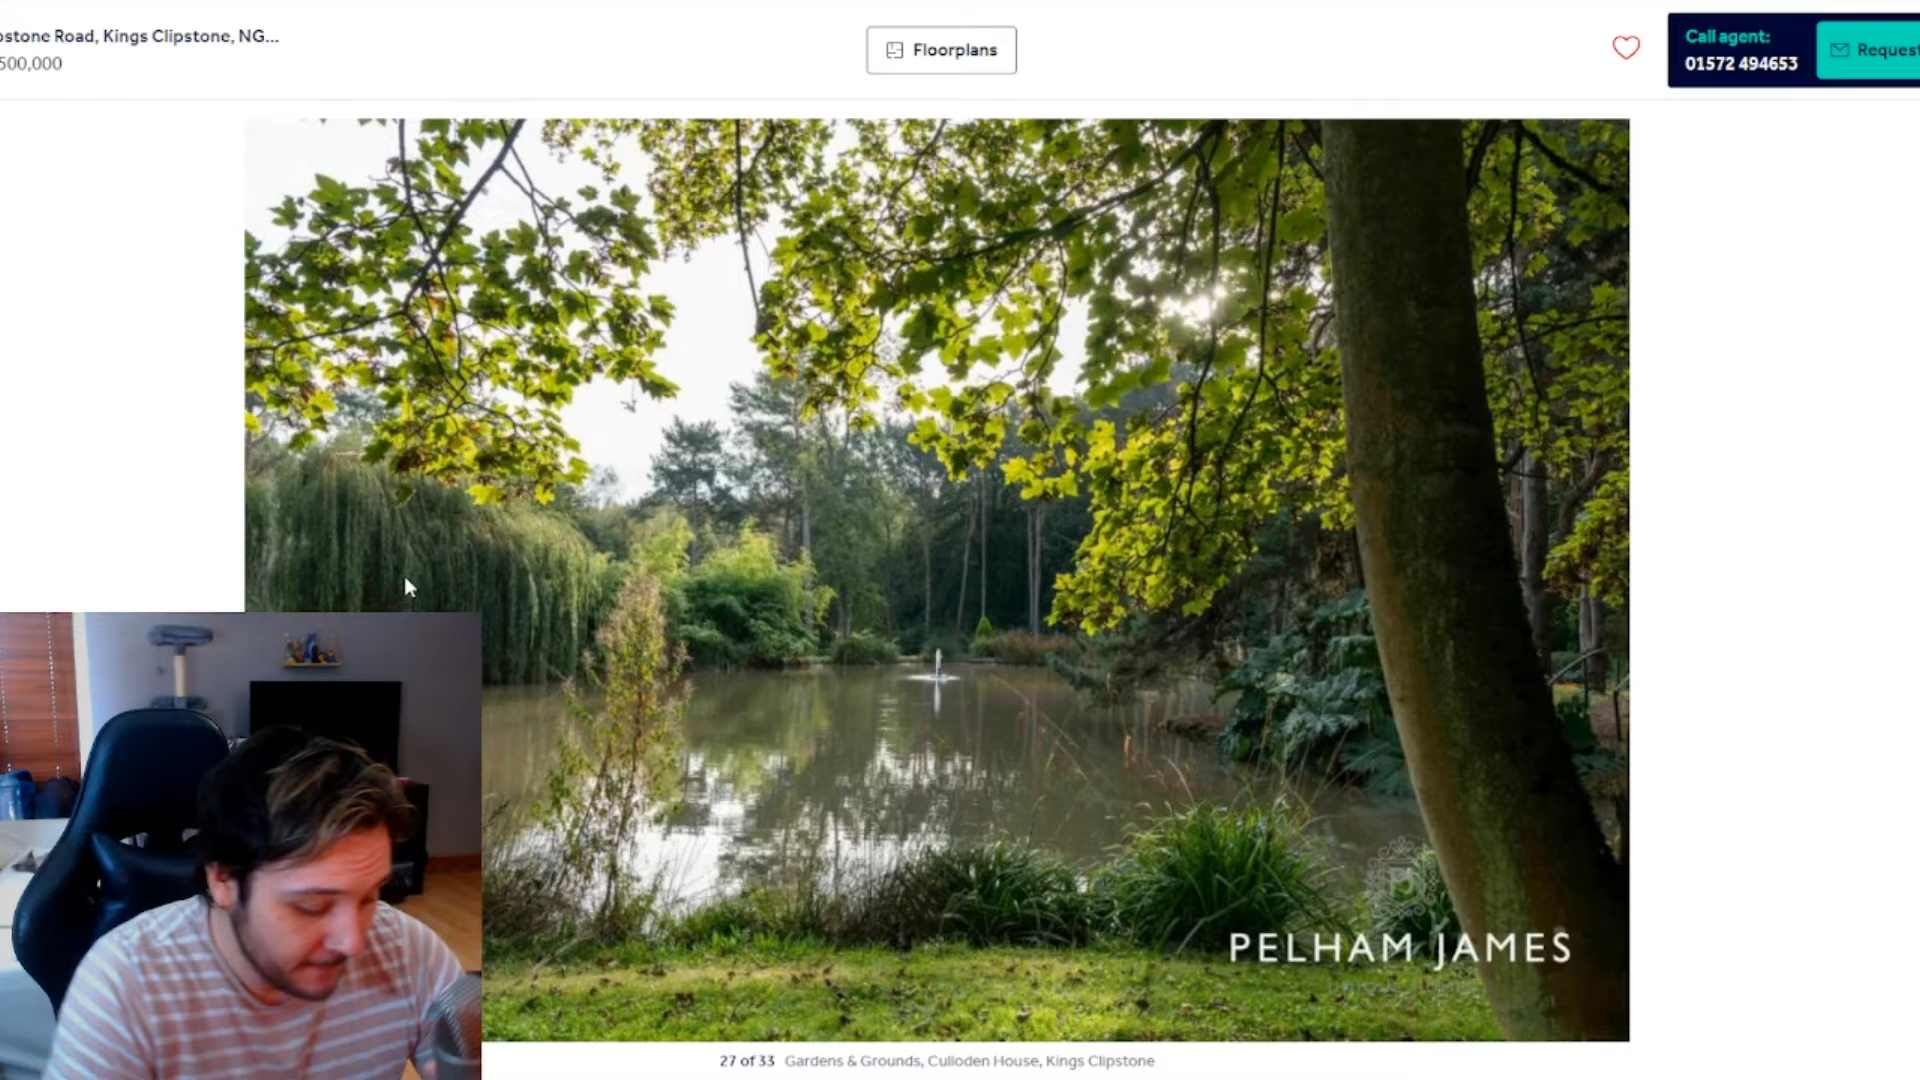 pstone Road, Kings Clipstone, NG...
500,000
Floorplans
Call agent:
01572 494653
Request
PELHAM JAMES
27 of 33 Gardens & Grounds, Culloden House, Kings Clipstone